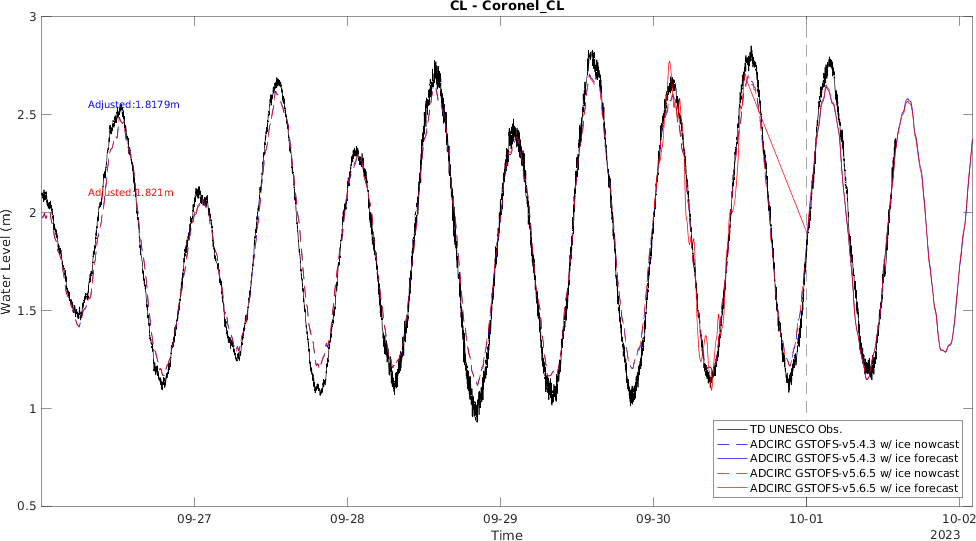 CL - Coronel_CL
3
2.5
2
1.5
1
0.5
Water Level (m)
Adjusted:1.8179m
Adjusted:1.821m
TD UNESCO Obs.
ADCIRC GSTOFS-v5.4.3 w/ ice nowcast
ADCIRC GSTOFS-v5.4.3 w/ ice forecast
ADCIRC GSTOFS-v5.6.5 w/ ice nowcast
ADCIRC GSTOFS-v5.6.5 w/ ice forecast
09-27 09-28 09-29 09-30 10-01 10-02
Time
2023